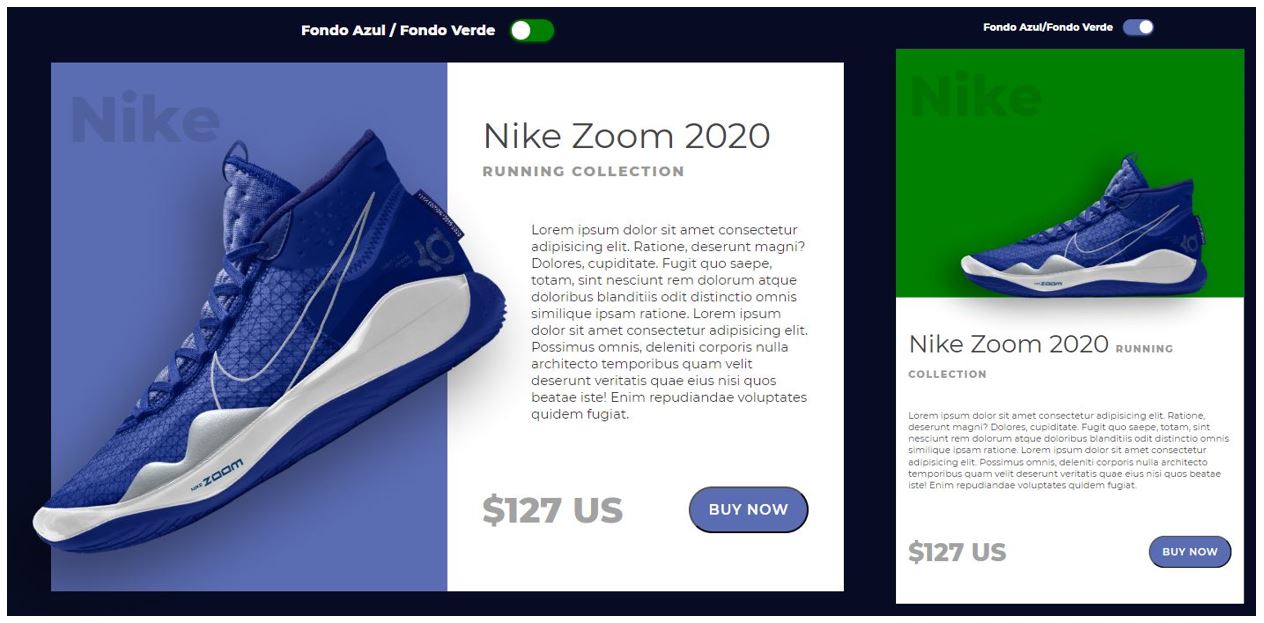 Fondo Azul / Fondo Verde
Nike
Nike Zoom 2020
RUNNING COLLECTION
Lorem ipsum dolor sit amet consectetur
adipisicing elit. Ratione, deserunt magni?
Dolores, cupiditate. Fugit quo saepe,
totam, sint nesciunt rem dolorum atque
doloribus blanditiis odit distinctio omnis
similique ipsam ratione. Lorem ipsum
dolor sit amet consectetur adipisicing elit.
Possimus omnis, deleniti corporis nulla
architecto temporibus quam velit
deserunt veritatis quae eius nisi quos
beatae iste! Enim repudiandae voluptates
quidem fugiat.
NIKE ZOOM
$127 US
BUY NOW
Fondo Azul/Fondo Verde
Nike
NIKE ZOOM
Nike Zoom 2020 RUNNING
COLLECTION
Lorem ipsum dolor sit amet consectetur adipisicing elit. Ratione,
deserunt magni? Dolores, cupiditate. Fugit quo saepe, totam, sint
nesciunt rem dolorum atque doloribus blanditiis odit distinctio omnis
similique ipsam ratione. Lorem ipsum dolor sit amet consectetur
adipisicing elit. Possimus omnis, deleniti corporis nulla architecto
temporibus quam velit deserunt veritatis quae eius nisi quos beatae
iste! Enim repudiandae voluptates quidem fugiat.
$127 US
BUY NOW